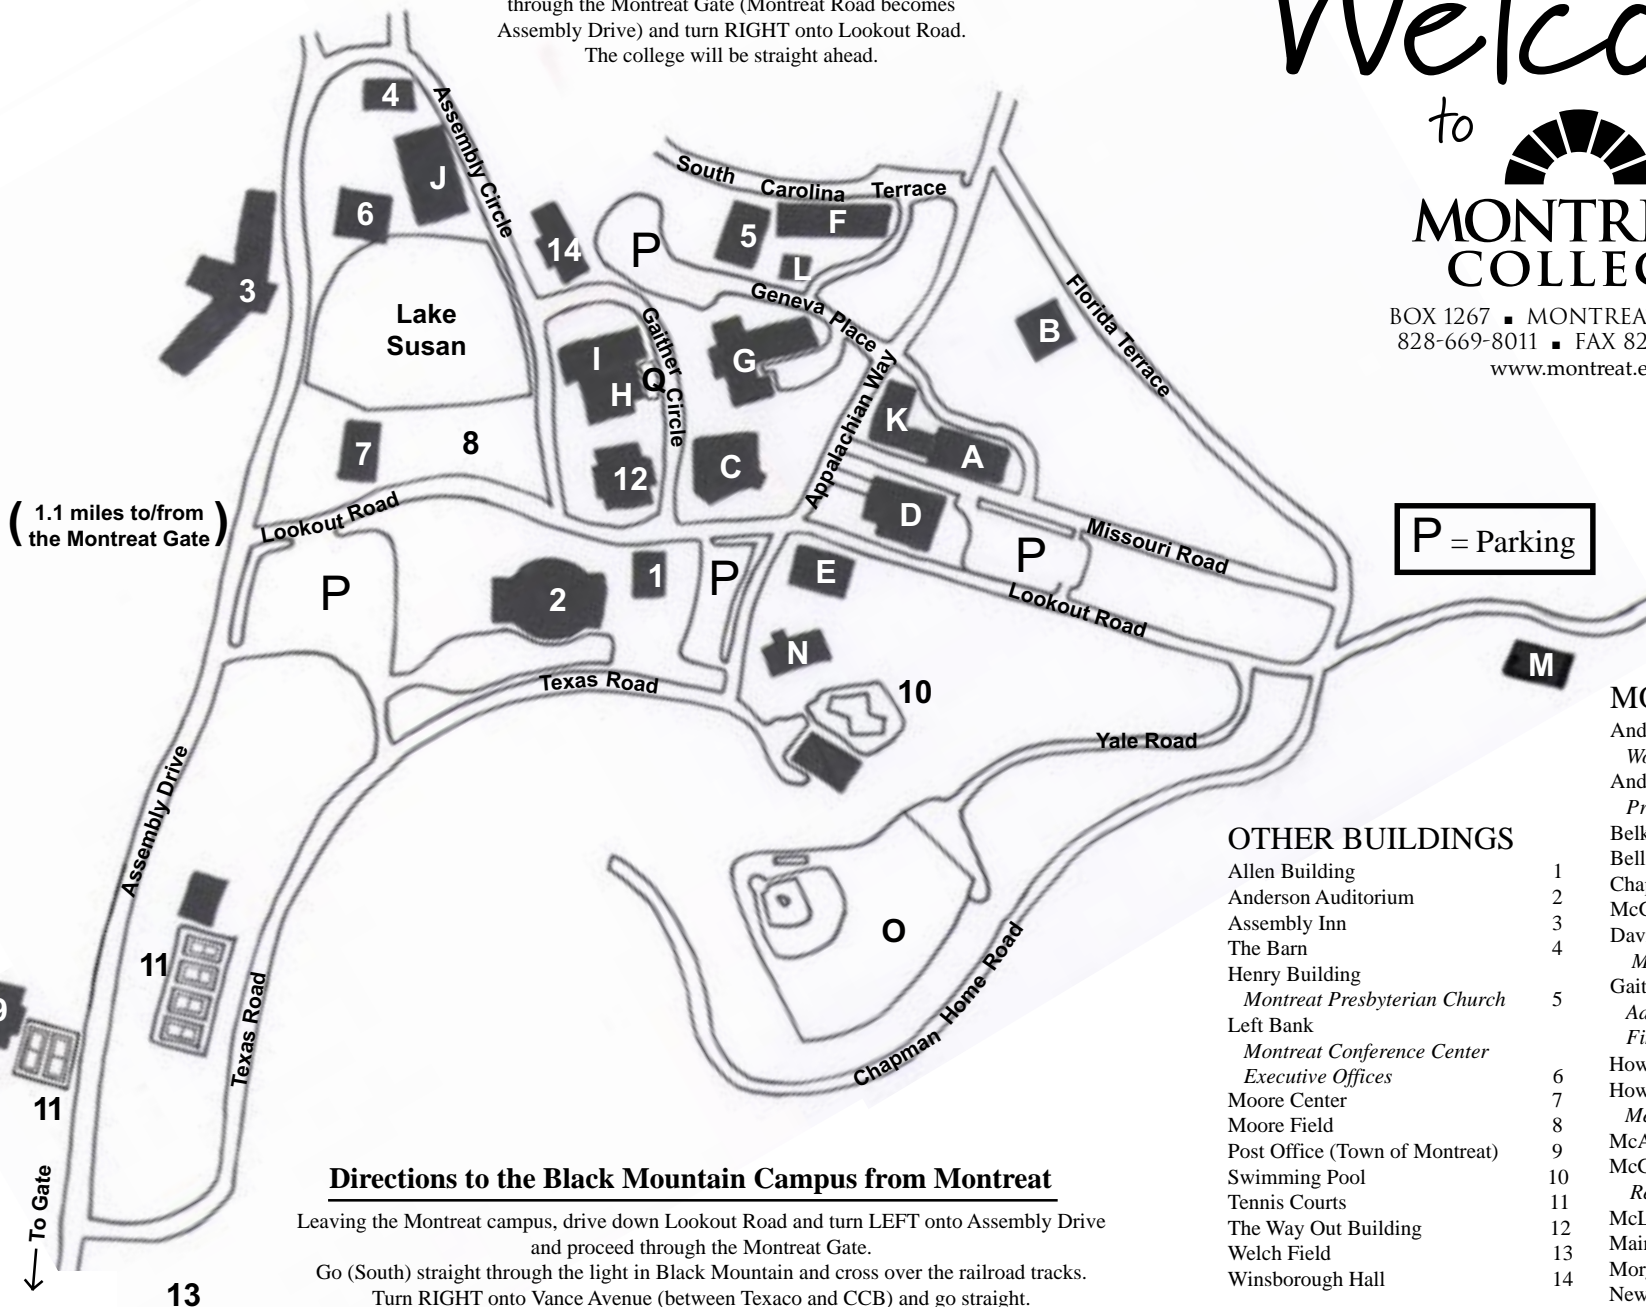 through the Montreat Gate (Montreat Road becomes
Assembly Drive) and turn RIGHT onto Lookout Road.
The college will be straight ahead.
to
BOX 1267 ■ MONTREA
828-669-8011 ■ FAX 82
www.montreat.e
4
J
6
3
14
Assembly Circle
South Carolina Terrace
P
5
F
L
Geneva Place
Lake
Susan
I
H
Q
Gaither Circle
G
B
Florida Terrace
Appalachian Way
K
A
7
8
12
C
D
( 1.1 miles to/from
the Montreat Gate )
Lookout Road
P
2
1
P
E
P
Missouri Road
Lookout Road
P = Parking
N
10
M
Texas Road
Yale Road
Assembly Drive
O
Chapman Home Road
11
Texas Road
9
11
To Gate
13
OTHER BUILDINGS
Allen Building 1
Anderson Auditorium 2
Assembly Inn 3
The Barn 4
Henry Building
Montreat Presbyterian Church 5
Left Bank
Montreat Conference Center
Executive Offices 6
Moore Center 7
Moore Field 8
Post Office (Town of Montreat) 9
Swimming Pool 10
Tennis Courts 11
The Way Out Building 12
Welch Field 13
Winsborough Hall 14
Directions to the Black Mountain Campus from Montreat
Leaving the Montreat campus, drive down Lookout Road and turn LEFT onto Assembly Drive
and proceed through the Montreat Gate.
Go (South) straight through the light in Black Mountain and cross over the railroad tracks.
Turn RIGHT onto Vance Avenue (between Texaco and CCB) and go straight.